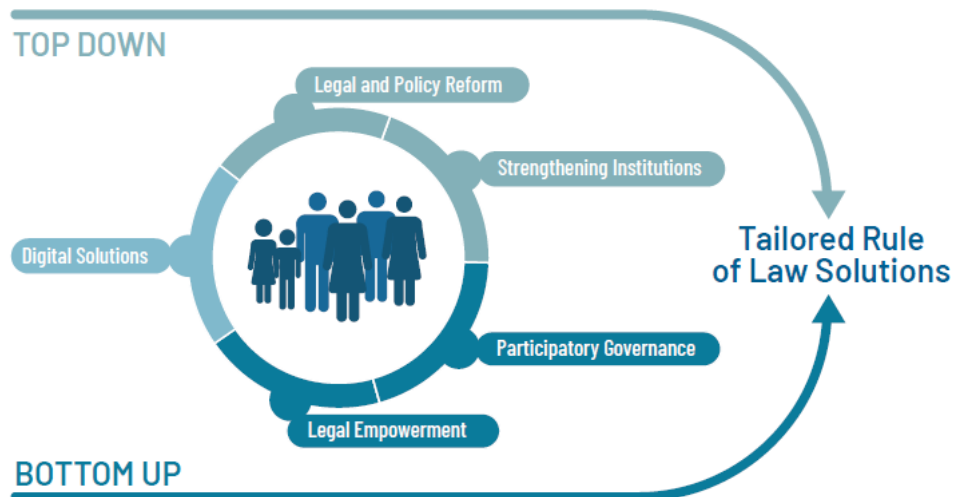 TOP DOWN
Legal and Policy Reform
Strengthening Institutions
Digital Solutions
Tailored Rule
of Law Solutions
Participatory Governance
Legal Empowerment
BOTTOM UP